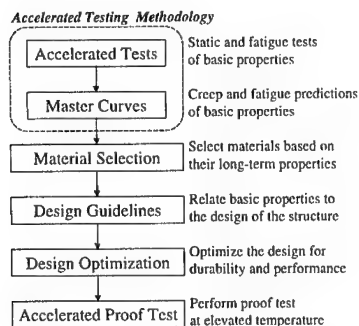 Accelerated Testing Methodology
Accelerated Tests
Static and fatigue tests
of basic properties
Master Curves
Creep and fatigue predictions
of basic properties
Material Selection
Select materials based on
their long-term properties
Design Guidelines
Relate basic properties to
the design of the structure
Design Optimization
Optimize the design for
durability and performance
Accelerated Proof Test
Perform proof test
at elevated temperature